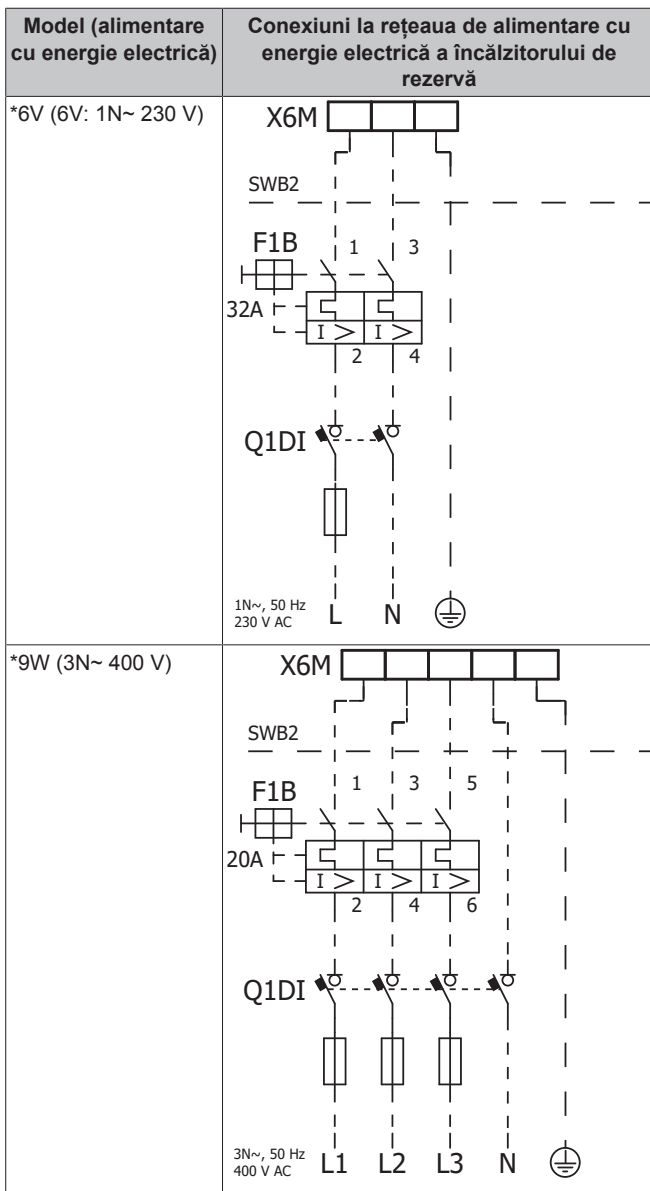 Model (alimentare
cu energie electrică)
Conexiuni la rețeaua de alimentare cu
energie electrică a încălzitorului de
rezervă
*6V (6V: 1N~ 230 V)
X6M
SWB2
F1B
1 3
32A
I > I >
2 4
Q1DI
1N~, 50 Hz
230 V AC
L N
*9W (3N~ 400 V)
X6M
SWB2
F1B
1 3 5
20A
I > I > I >
2 4 6
Q1DI
3N~, 50 Hz
400 V AC
L1 L2 L3 N